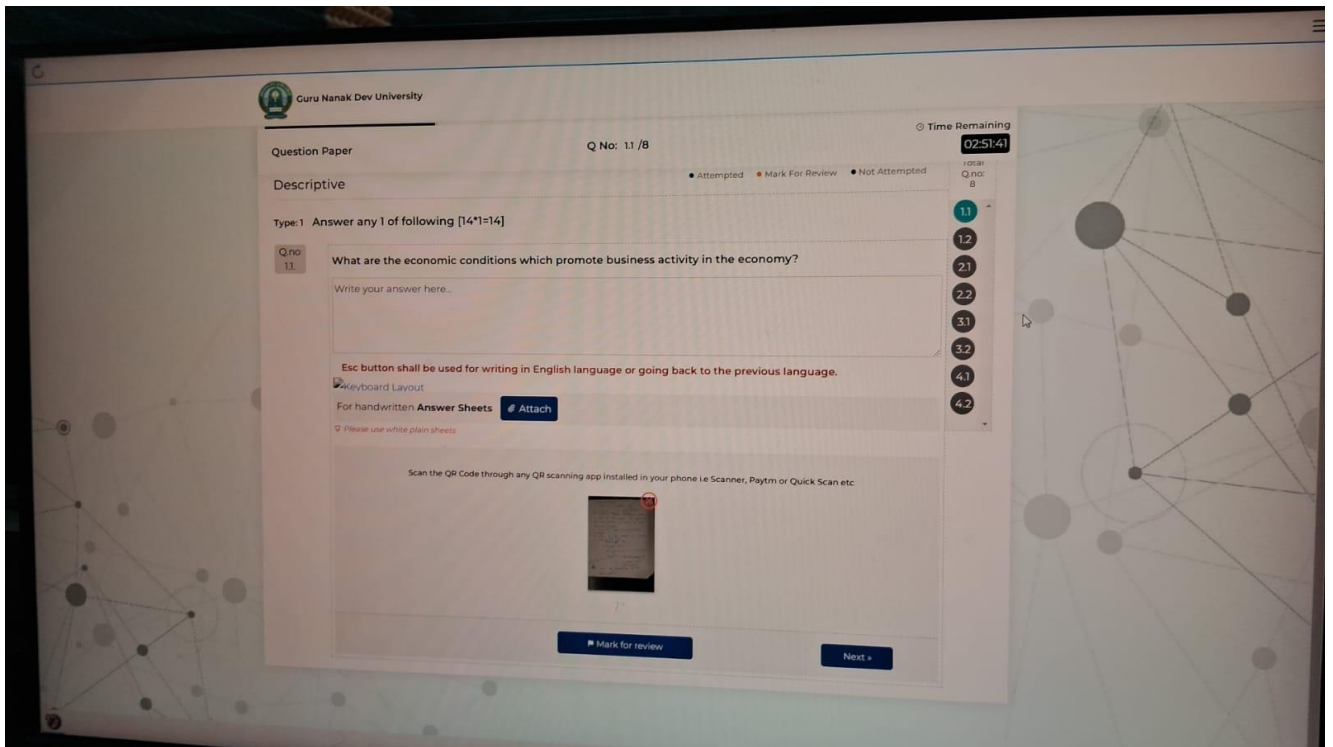 Guru Nanak Dev University
Time Remaining
Question Paper
Q No: 1.1 /8
02:51:41
Total
Q.no:
8
Descriptive
Attempted
Mark For Review
Not Attempted
Type: 1 Answer any 1 of following [14*1=14]
1.1
1.2
2.1
2.2
3.1
3.2
4.1
4.2
Q.no
1.1.
What are the economic conditions which promote business activity in the economy?
Write your answer here...
Esc button shall be used for writing in English language or going back to the previous language.
Keyboard Layout
For handwritten Answer Sheets
Attach
Please use white plain sheets
Scan the QR Code through any QR scanning app installed in your phone i.e Scanner, Paytm or Quick Scan etc
Mark for review
Next »